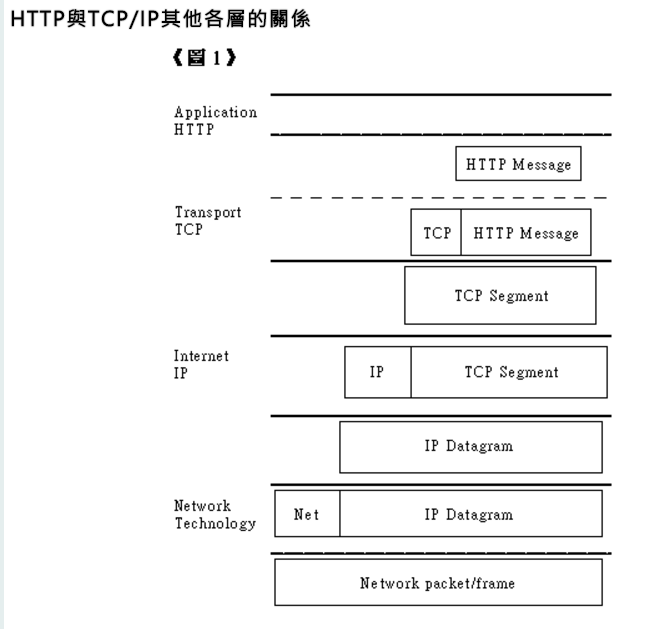 HTTP與TCP/IP其他各層的關係
《圖1》
Application
HTTP
HTTP Message
Transport
TCP
TCP HTTP Message
TCP Segment
Internet
IP
IP TCP Segment
IP Datagram
Network
Technology
Net IP Datagram
Network packet/frame